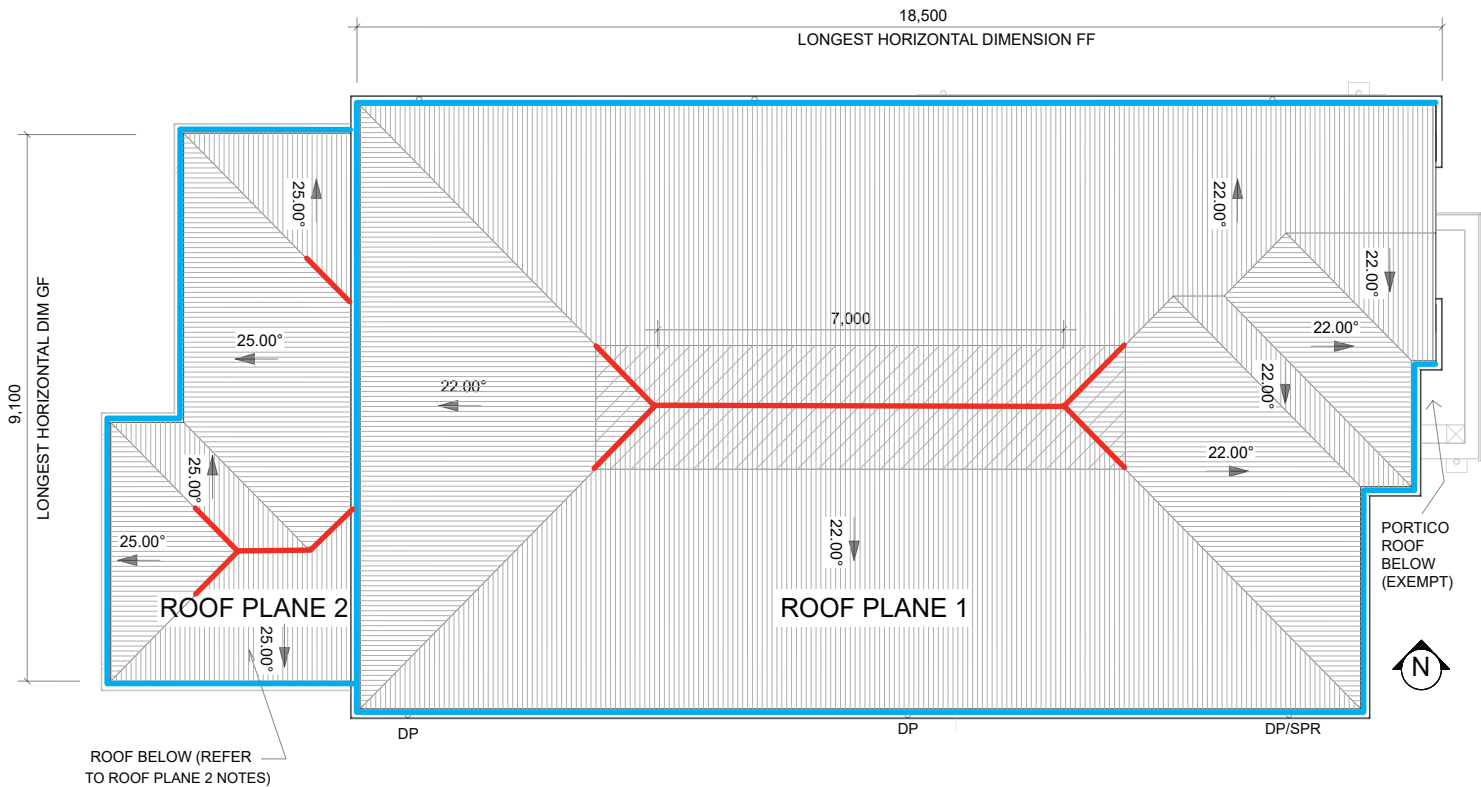 18,500
LONGEST HORIZONTAL DIMENSION FF
LONGEST HORIZONTAL DIM GF
9,100
25.00°
25.00°
25.00°
25.00°
25.00°
ROOF PLANE 2
22.00°
7,000
22.00°
22.00°
22.00°
22.00°
22.00°
22.00°
ROOF PLANE 1
PORTICO
ROOF
BELOW
(EXEMPT)
N
DP
DP
DP/SPR
ROOF BELOW (REFER
TO ROOF PLANE 2 NOTES)